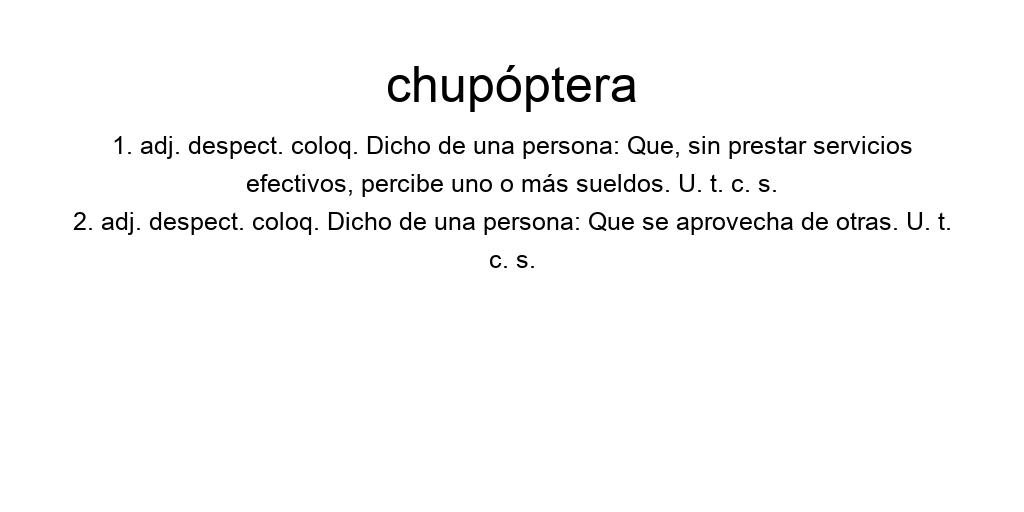 chupóptera
1. adj. despect. coloq. Dicho de una persona: Que, sin prestar servicios
efectivos, percibe uno o más sueldos. U. t. c. s.
2. adj. despect. coloq. Dicho de una persona: Que se aprovecha de otras. U. t.
c. s.